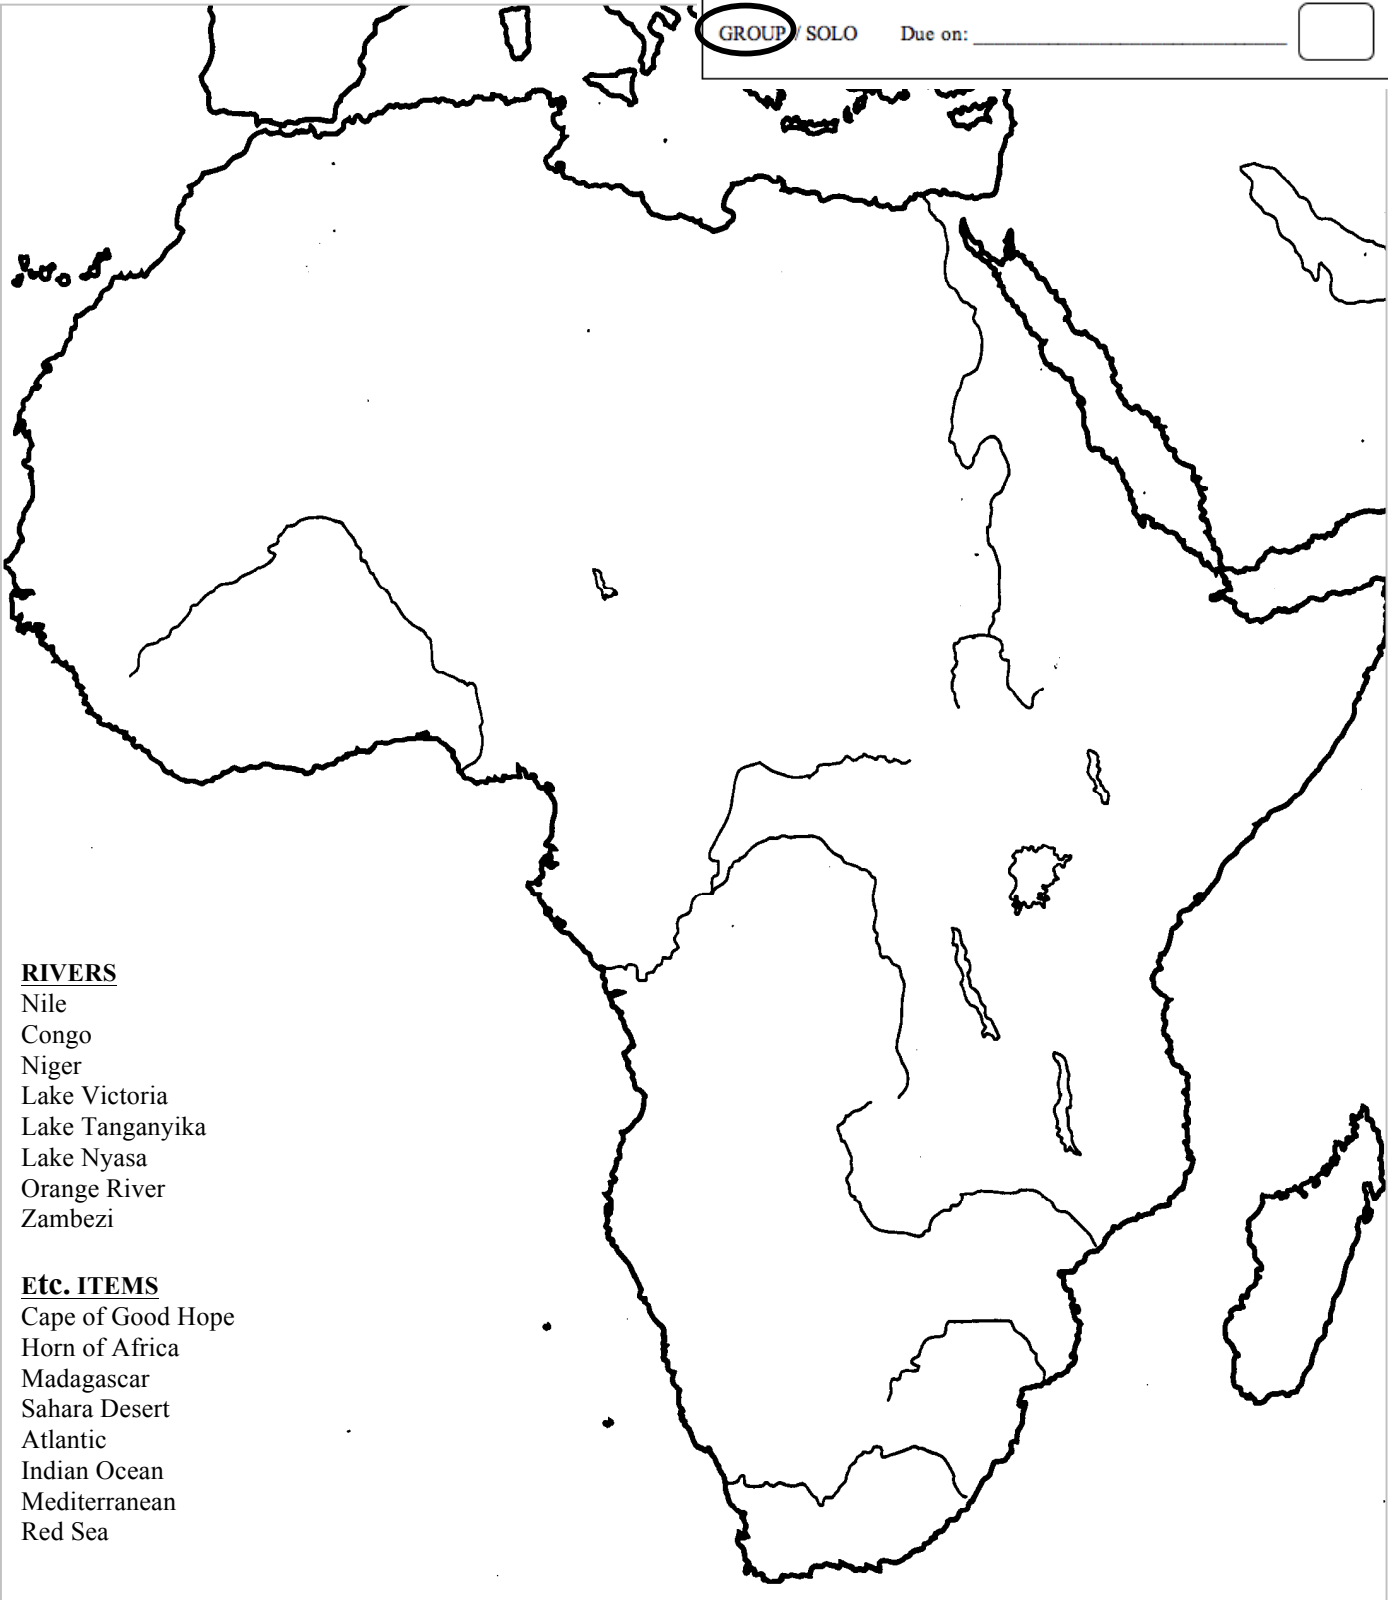 GROUP / SOLO Due on: ______________________________
RIVERS
Nile
Congo
Niger
Lake Victoria
Lake Tanganyika
Lake Nyasa
Orange River
Zambezi
Etc. ITEMS
Cape of Good Hope
Horn of Africa
Madagascar
Sahara Desert
Atlantic
Indian Ocean
Mediterranean
Red Sea